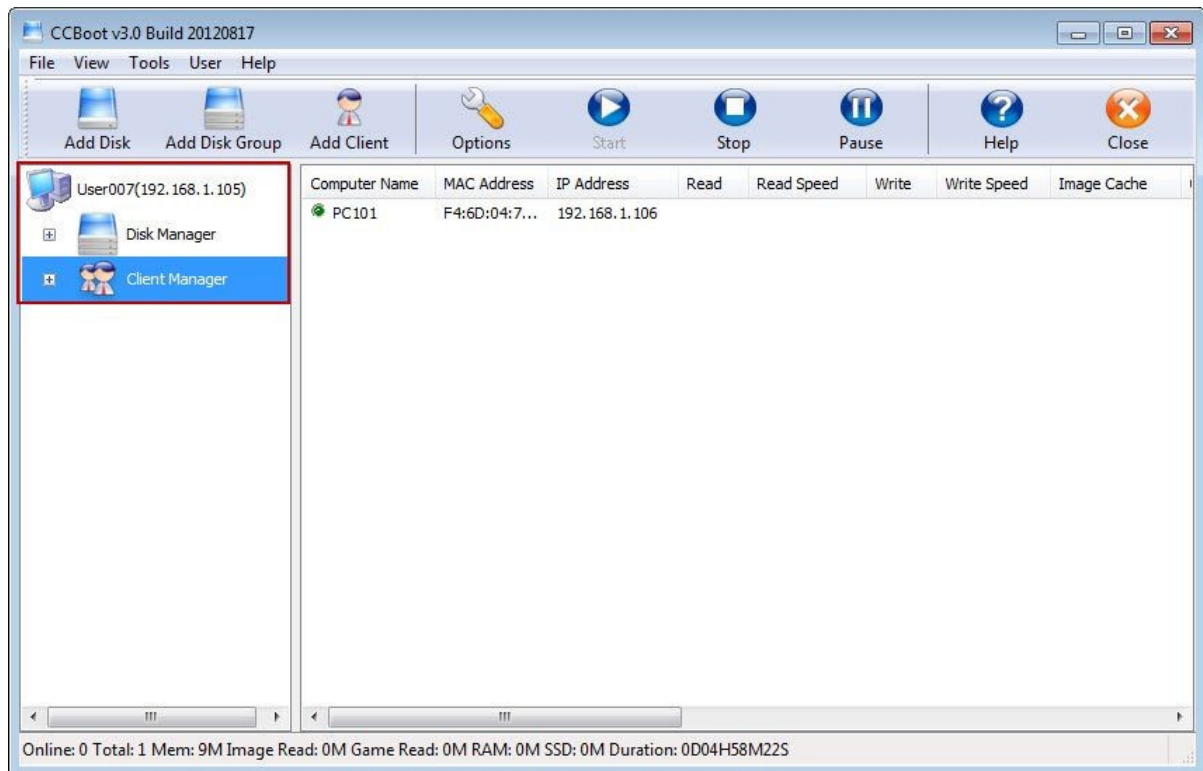 CCBoot v3.0 Build 20120817
File View Tools User Help
Add Disk Add Disk Group Add Client Options Start Stop Pause Help Close
User007(192.168.1.105)
Disk Manager
Client Manager
Computer Name MAC Address IP Address Read Read Speed Write Write Speed Image Cache
PC101 F4:6D:04:7... 192.168.1.106
Online: 0 Total: 1 Mem: 9M Image Read: 0M Game Read: 0M RAM: 0M SSD: 0M Duration: 0D04H58M22S